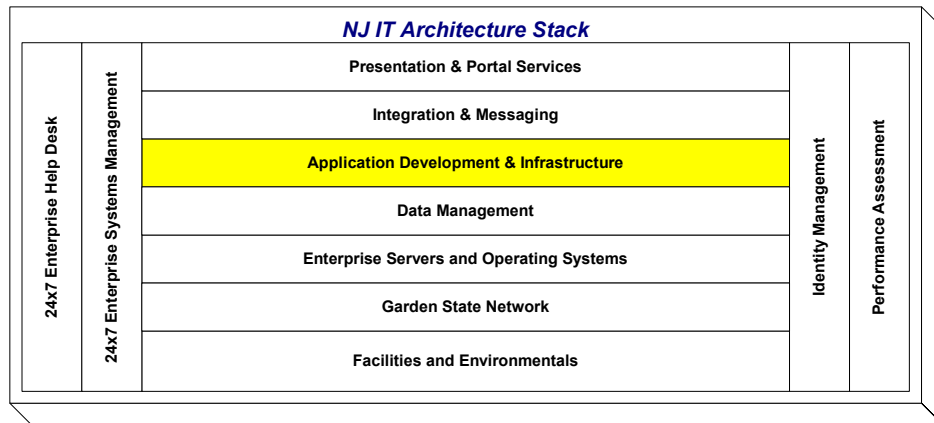 NJ IT Architecture Stack
24x7 Enterprise Help Desk
24x7 Enterprise Systems Management
Presentation & Portal Services
Integration & Messaging
Application Development & Infrastructure
Data Management
Enterprise Servers and Operating Systems
Garden State Network
Facilities and Environmentals
Identity Management
Performance Assessment